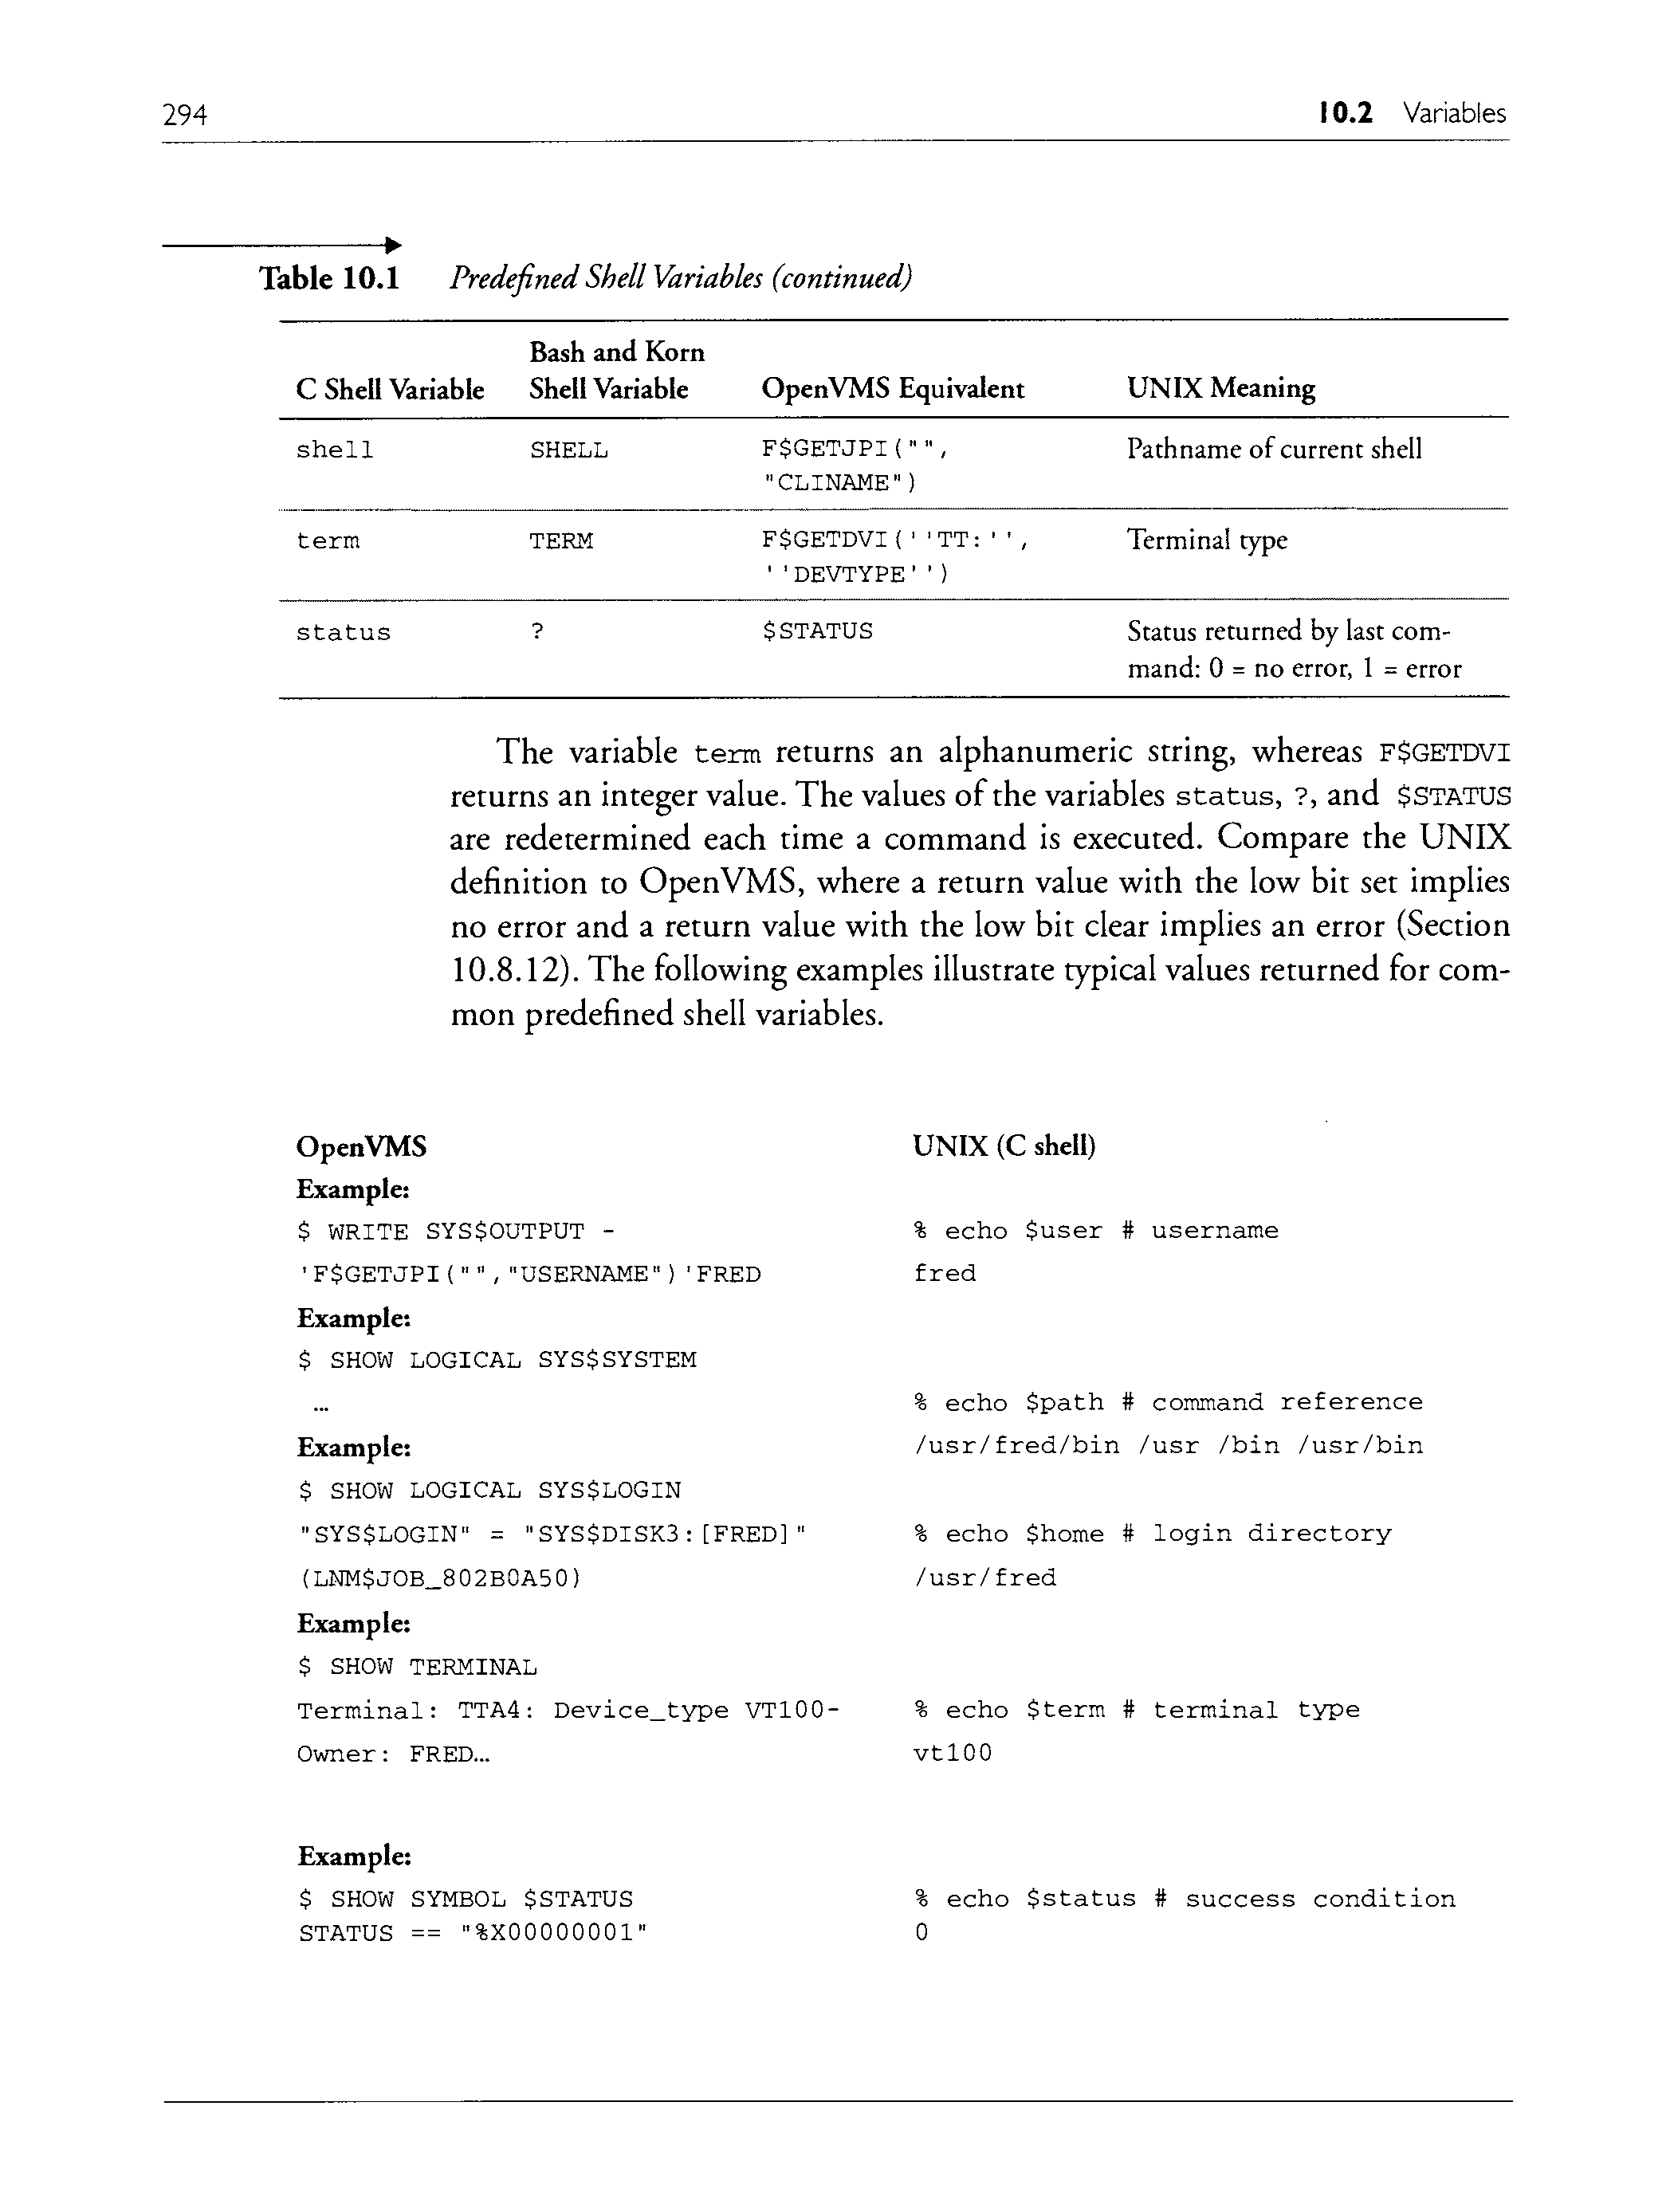 294
10.2 Variables
Table 10.1 Predefined Shell Variables (continued)
Bash and Korn
C Shell Variable Shell Variable OpenVMS Equivalent UNIX Meaning
shell SHELL F$GETJPI("", Pathname of current shell
"CLINAME")
term TERM F$GETDVI(''TT:'', Terminal type
''DEVTYPE'')
status ? $STATUS Status returned by last com-
mand: 0 = no error, 1 = error
The variable term returns an alphanumeric string, whereas F$GETDVI
returns an integer value. The values of the variables status, ?, and $STATUS
are redetermined each time a command is executed. Compare the UNIX
definition to OpenVMS, where a return value with the low bit set implies
no error and a return value with the low bit clear implies an error (Section
10.8.12). The following examples illustrate typical values returned for com-
mon predefined shell variables.
OpenVMS UNIX (C shell)
Example:
$ WRITE SYS$OUTPUT - % echo $user # username
'F$GETJPI("","USERNAME")'FRED fred
Example:
$ SHOW LOGICAL SYS$SYSTEM
... % echo $path # command reference
Example: /usr/fred/bin /usr /bin /usr/bin
$ SHOW LOGICAL SYS$LOGIN
"SYS$LOGIN" = "SYS$DISK3:[FRED]" % echo $home # login directory
(LNM$JOB_802B0A50) /usr/fred
Example:
$ SHOW TERMINAL
Terminal: TTA4: Device_type VT100- % echo $term # terminal type
Owner: FRED... vt100
Example:
$ SHOW SYMBOL $STATUS % echo $status # success condition
STATUS == "%X00000001" 0